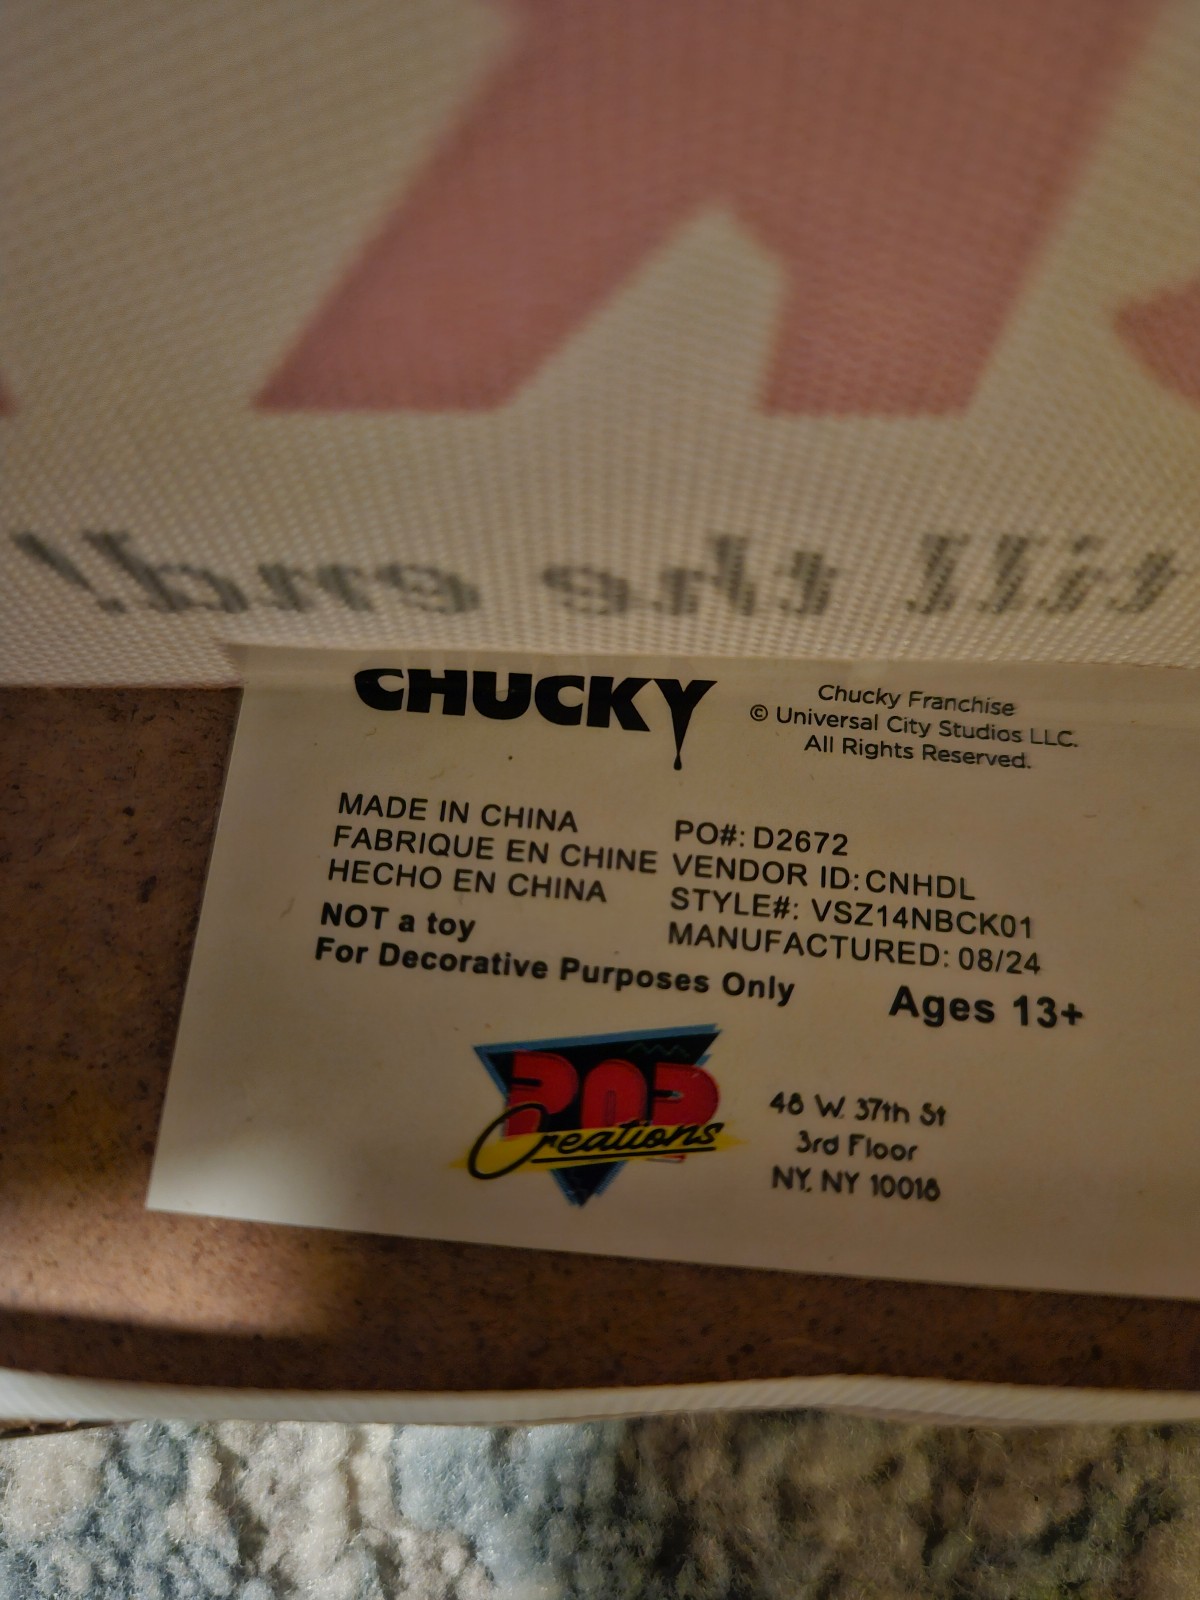 till the end!
CHUCKY
Chucky Franchise
© Universal City Studios LLC.
All Rights Reserved.
MADE IN CHINA
FABRIQUE EN CHINE
HECHO EN CHINA
NOT a toy
For Decorative Purposes Only
PO#: D2672
VENDOR ID: CNHDL
STYLE#: VSZ14NBCK01
MANUFACTURED: 08/24
Ages 13+
POP
Creations
48 W. 37th St
3rd Floor
NY, NY 10018